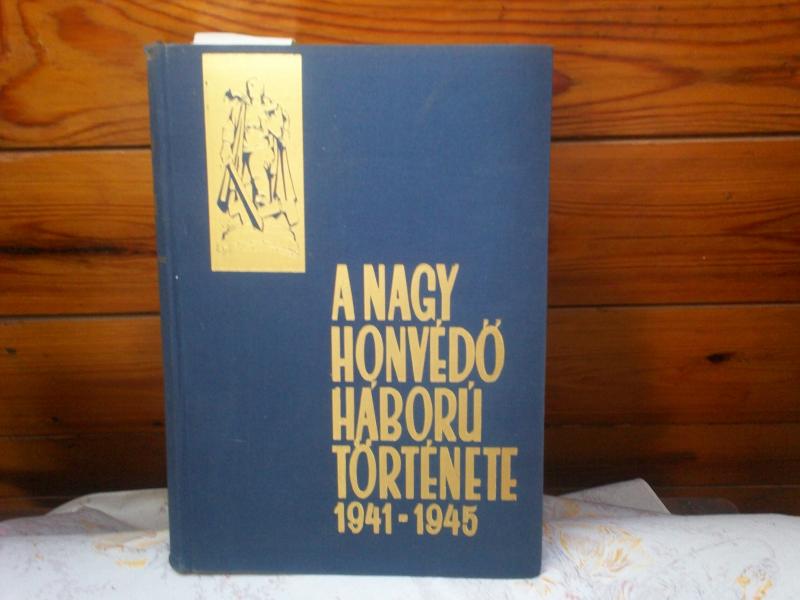 A NAGY
HONVÉDŐ
HÁBORÚ
TÖRTÉNETE
1941-1945